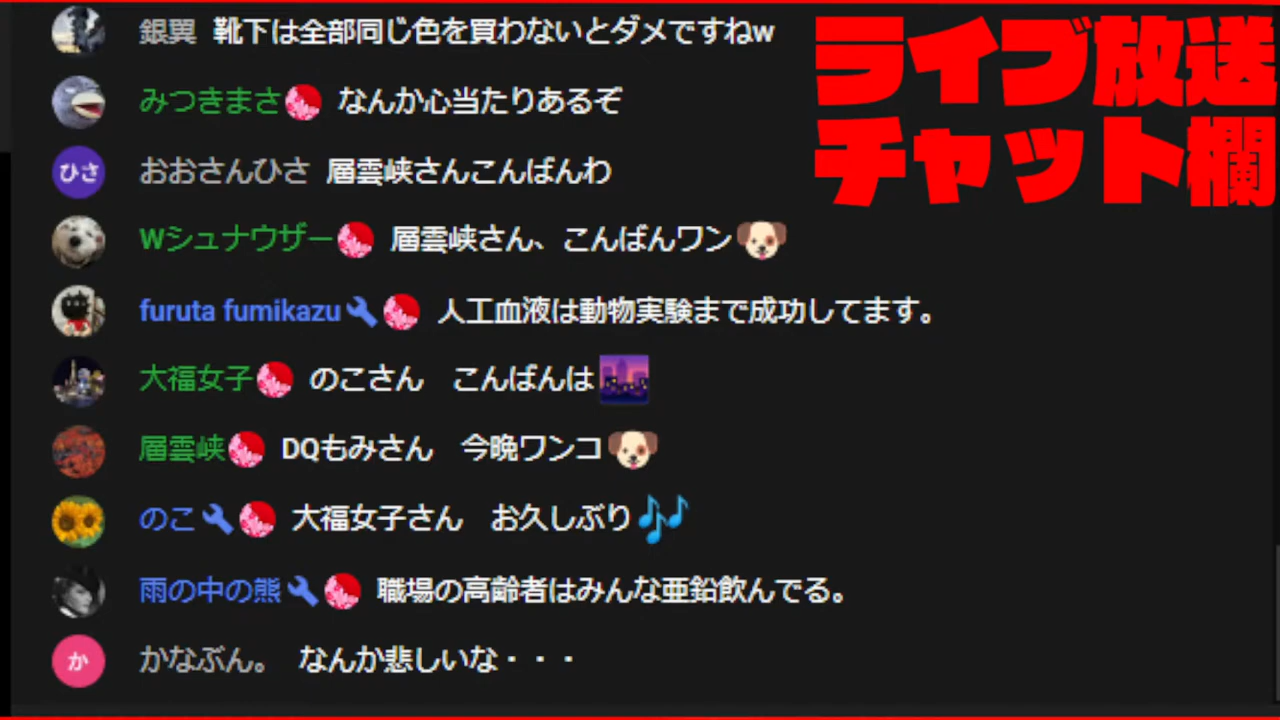 ライブ放送
チャット欄
銀翼 靴下は全部同じ色を買わないとダメですねw
みつきまさ なんか心当たりあるぞ
ひさ おおさんひさ 層雲峡さんこんばんわ
Wシュナウザー 層雲峡さん、こんばんワン🐶
furuta fumikazu🔧 人工血液は動物実験まで成功してます。
大福女子 のこさん　こんばんは🌆
層雲峡 DQもみさん　今晩ワンコ🐶
のこ🔧 大福女子さん　お久しぶり🎶
雨の中の熊🔧 職場の高齢者はみんな亜鉛飲んでる。
か かなぶん。 なんか悲しいな・・・